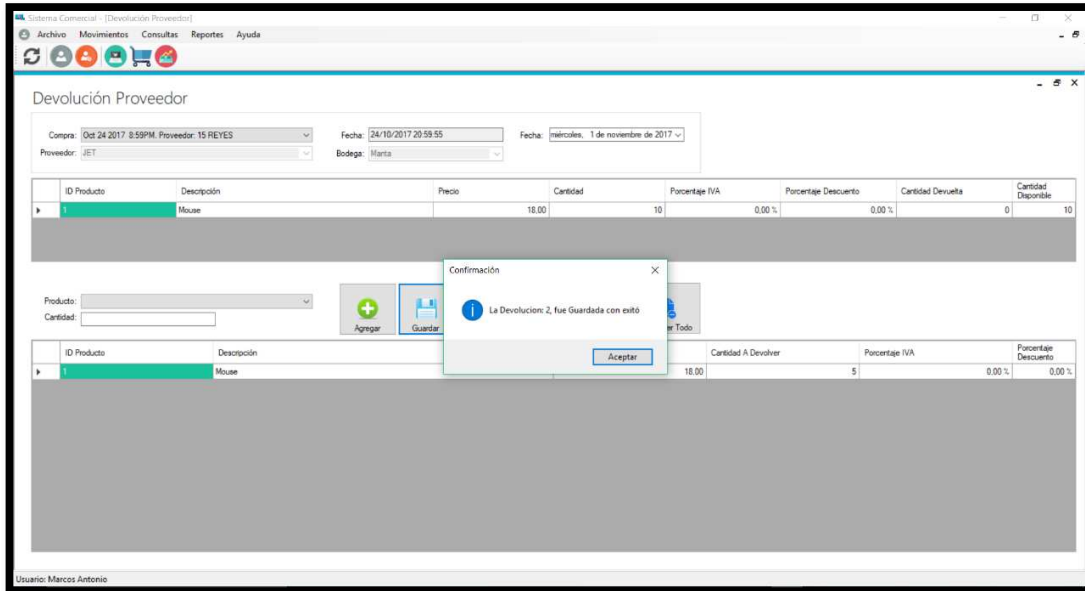 Sistema Comercial - [Devolución Proveedor]
Archivo Movimientos Consultas Reportes Ayuda
Devolución Proveedor
Compra: Oct 24 2017 8:59PM. Proveedor: 15 REYES Fecha: 24/10/2017 20:59:55 Fecha: miércoles, 1 de noviembre de 2017
Proveedor: JET Bodega: Manta
ID Producto Descripción Precio Cantidad Porcentaje IVA Porcentaje Descuento Cantidad Devuelta Cantidad Disponible
1 Mouse 18.00 10 0,00 % 0,00 % 0 10
Confirmación
La Devolucion: 2, fue Guardada con exitó
Aceptar
Producto:
Cantidad:
Agregar Guardar er Todo
ID Producto Descripción Cantidad A Devolver Porcentaje IVA Porcentaje Descuento
1 Mouse 18.00 5 0,00 % 0,00 %
Usuario: Marcos Antonio